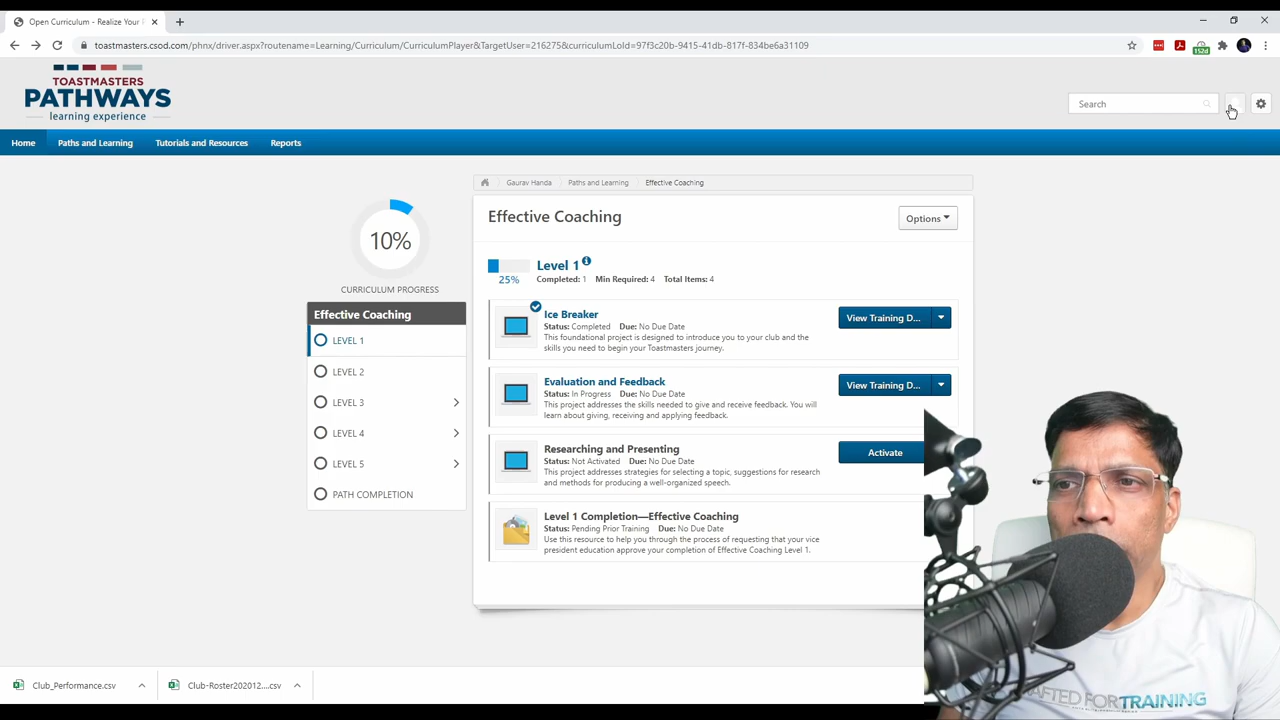 Open Curriculum - Realize Your P
toastmasters.csod.com/phnx/driver.aspx?routename=Learning/Curriculum/CurriculumPlayer&TargetUser=216275&curriculumLoId=97f3c20b-9415-41db-817f-834be6a31109
152d
TOASTMASTERS
PATHWAYS
learning experience
Search
Home Paths and Learning Tutorials and Resources Reports
Gaurav Handa Paths and Learning Effective Coaching
10%
CURRICULUM PROGRESS
Effective Coaching
LEVEL 1
LEVEL 2
LEVEL 3
LEVEL 4
LEVEL 5
PATH COMPLETION
Effective Coaching
Options
Level 1
25%
Completed: 1 Min Required: 4 Total Items: 4
Ice Breaker
Status: Completed Due: No Due Date
This foundational project is designed to introduce you to your club and the
skills you need to begin your Toastmasters journey.
View Training D...
Evaluation and Feedback
Status: In Progress Due: No Due Date
This project addresses the skills needed to give and receive feedback. You will
learn about giving, receiving and applying feedback.
View Training D...
Researching and Presenting
Status: Not Activated Due: No Due Date
This project addresses strategies for selecting a topic, suggestions for research
and methods for producing a well-organized speech.
Activate
Level 1 Completion—Effective Coaching
Status: Pending Prior Training Due: No Due Date
Use this resource to help you through the process of requesting that your vice
president education approve your completion of Effective Coaching Level 1.
Club_Performance.csv
Club-Roster202012....csv
AFTED FOR TRAINING